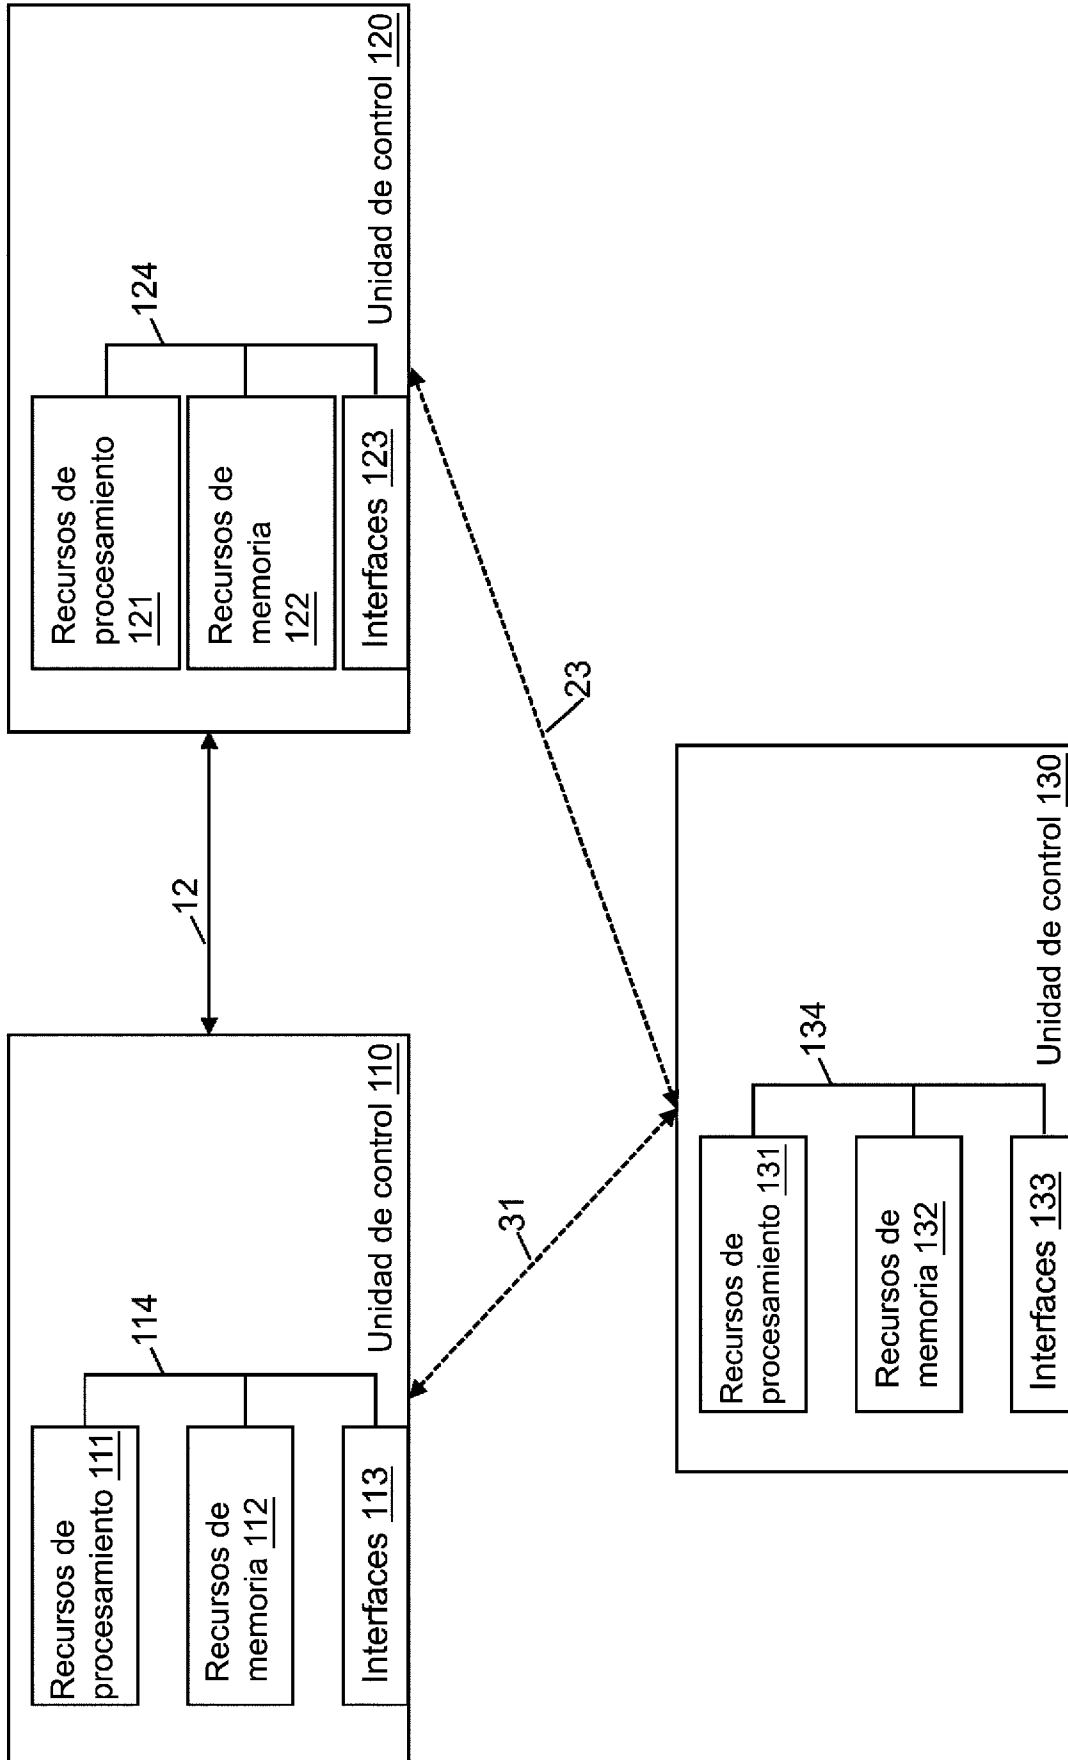 Recursos de
procesamiento 111
Recursos de
memoria 112
Interfaces 113
114
Unidad de control 110
12
Recursos de
procesamiento
121
Recursos de
memoria
122
Interfaces 123
124
Unidad de control 120
31
23
Recursos de
procesamiento 131
Recursos de
memoria 132
Interfaces 133
134
Unidad de control 130